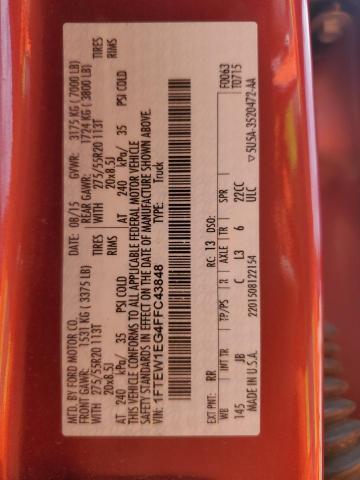 MFD. BY FORD MOTOR CO.
DATE: 08/15 GVWR: 3175 KG ( 7000 LB)
FRONT GAWR: 1531 KG ( 3375 LB) REAR GAWR: 1724 KG ( 3800 LB)
WITH 275/55R20 113T TIRES WITH 275/55R20 113T TIRES
20x8.5J RIMS 20x8.5J RIMS
AT 240 kPa/ 35 PSI COLD AT 240 kPa/ 35 PSI COLD
THIS VEHICLE CONFORMS TO ALL APPLICABLE FEDERAL MOTOR VEHICLE
SAFETY STANDARDS IN EFFECT ON THE DATE OF MANUFACTURE SHOWN ABOVE.
VIN: 1FTEW1EG4FFC43848 TYPE: Truck
F0063
T0715
EXT PNT: RR RC: 13 DSO:
WB INT TR TP/PS R AXLE TR SPR
145 JB C L3 6 22CC
ULC
MADE IN U.S.A. 2201508122154 ▽5U5A-3S20472-AA